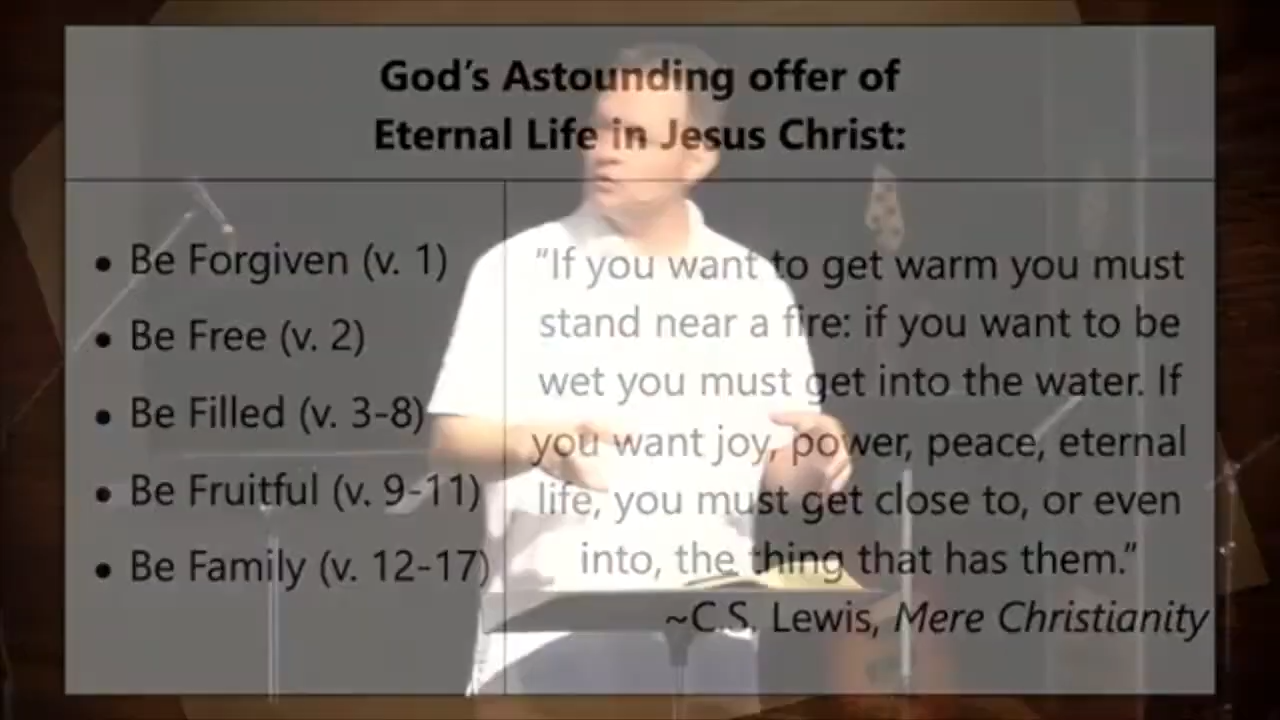 God’s Astounding offer of
Eternal Life in Jesus Christ:
• Be Forgiven (v. 1)
• Be Free (v. 2)
• Be Filled (v. 3-8)
• Be Fruitful (v. 9-11)
• Be Family (v. 12-17)
“If you want to get warm you must
stand near a fire: if you want to be
wet you must get into the water. If
you want joy, power, peace, eternal
life, you must get close to, or even
into, the thing that has them.”
~C.S. Lewis, Mere Christianity